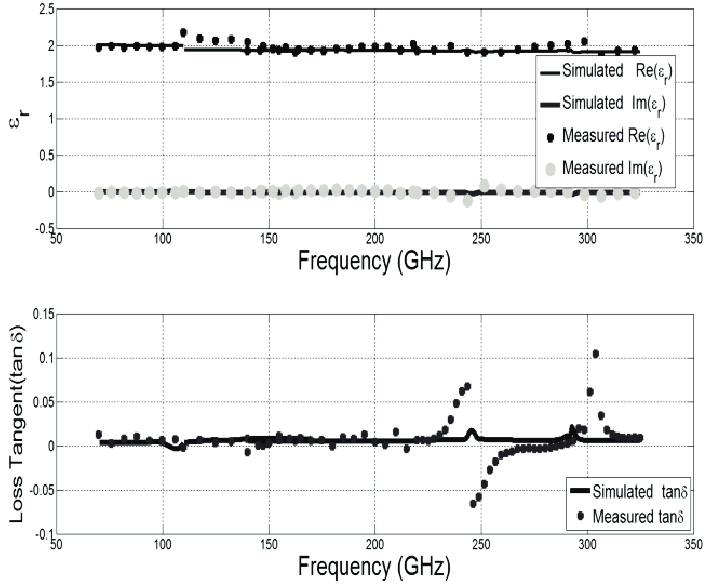 2.5
2
1.5
1
0.5
0
-0.5
εr
Simulated Re(εr)
Simulated Im(εr)
Measured Re(εr)
Measured Im(εr)
50 100 150 200 250 300 350
Frequency (GHz)
0.15
0.1
0.05
0
-0.05
-0.1
Loss Tangent(tanδ)
Simulated tanδ
Measured tanδ
50 100 150 200 250 300 350
Frequency (GHz)